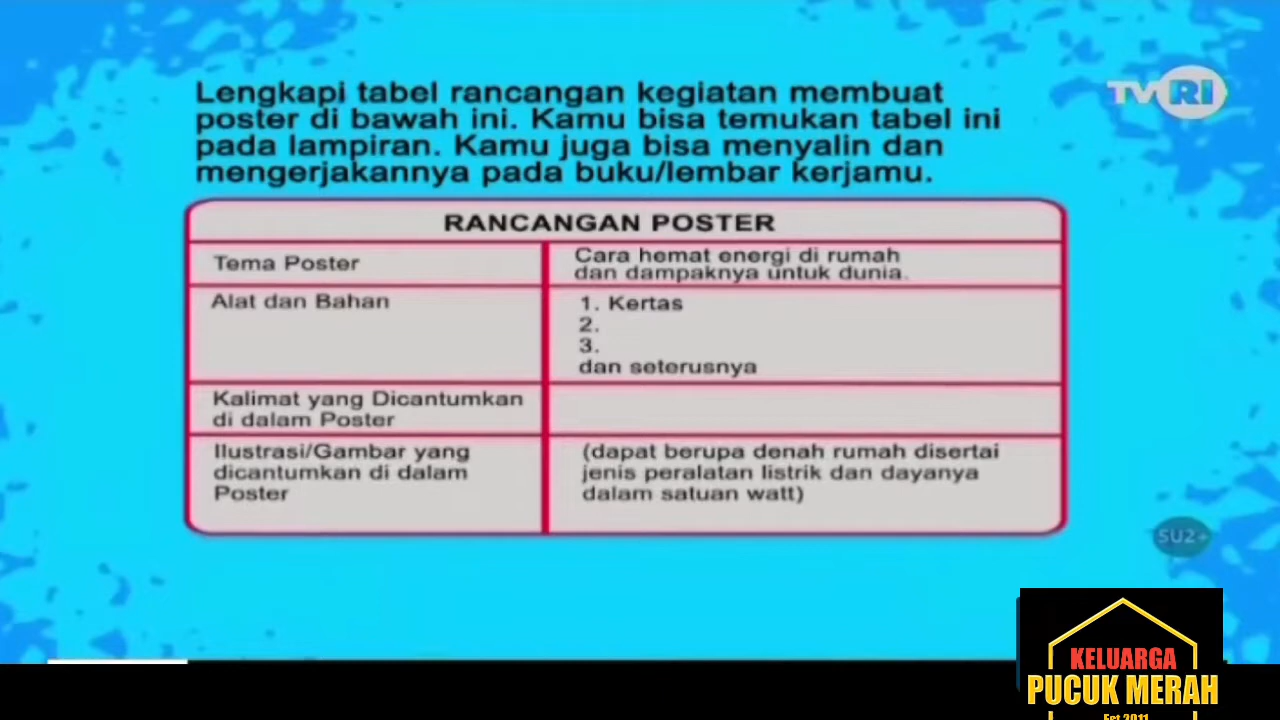 Lengkapi tabel rancangan kegiatan membuat
poster di bawah ini. Kamu bisa temukan tabel ini
pada lampiran. Kamu juga bisa menyalin dan
mengerjakannya pada buku/lembar kerjamu.
TVRI
RANCANGAN POSTER
Tema Poster
Cara hemat energi di rumah
dan dampaknya untuk dunia.
Alat dan Bahan
1. Kertas
2.
3.
dan seterusnya
Kalimat yang Dicantumkan
di dalam Poster
Ilustrasi/Gambar yang
dicantumkan di dalam
Poster
(dapat berupa denah rumah disertai
jenis peralatan listrik dan dayanya
dalam satuan watt)
SU2+
KELUARGA
PUCUK MERAH
Est 2011